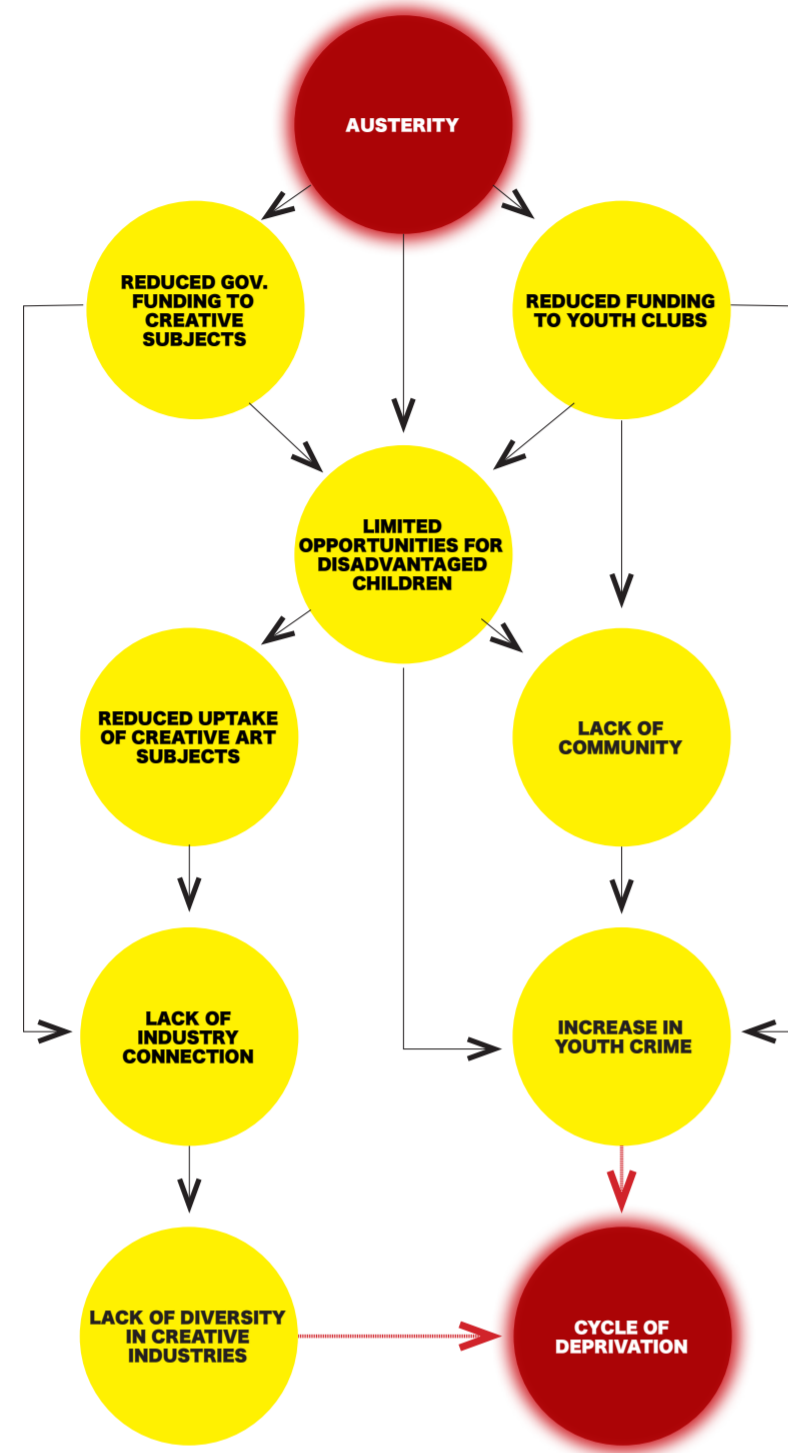 AUSTERITY
REDUCED GOV.
FUNDING TO
CREATIVE
SUBJECTS
REDUCED FUNDING
TO YOUTH CLUBS
LIMITED
OPPORTUNITIES FOR
DISADVANTAGED
CHILDREN
REDUCED UPTAKE
OF CREATIVE ART
SUBJECTS
LACK OF
COMMUNITY
LACK OF
INDUSTRY
CONNECTION
INCREASE IN
YOUTH CRIME
LACK OF DIVERSITY
IN CREATIVE
INDUSTRIES
CYCLE OF
DEPRIVATION